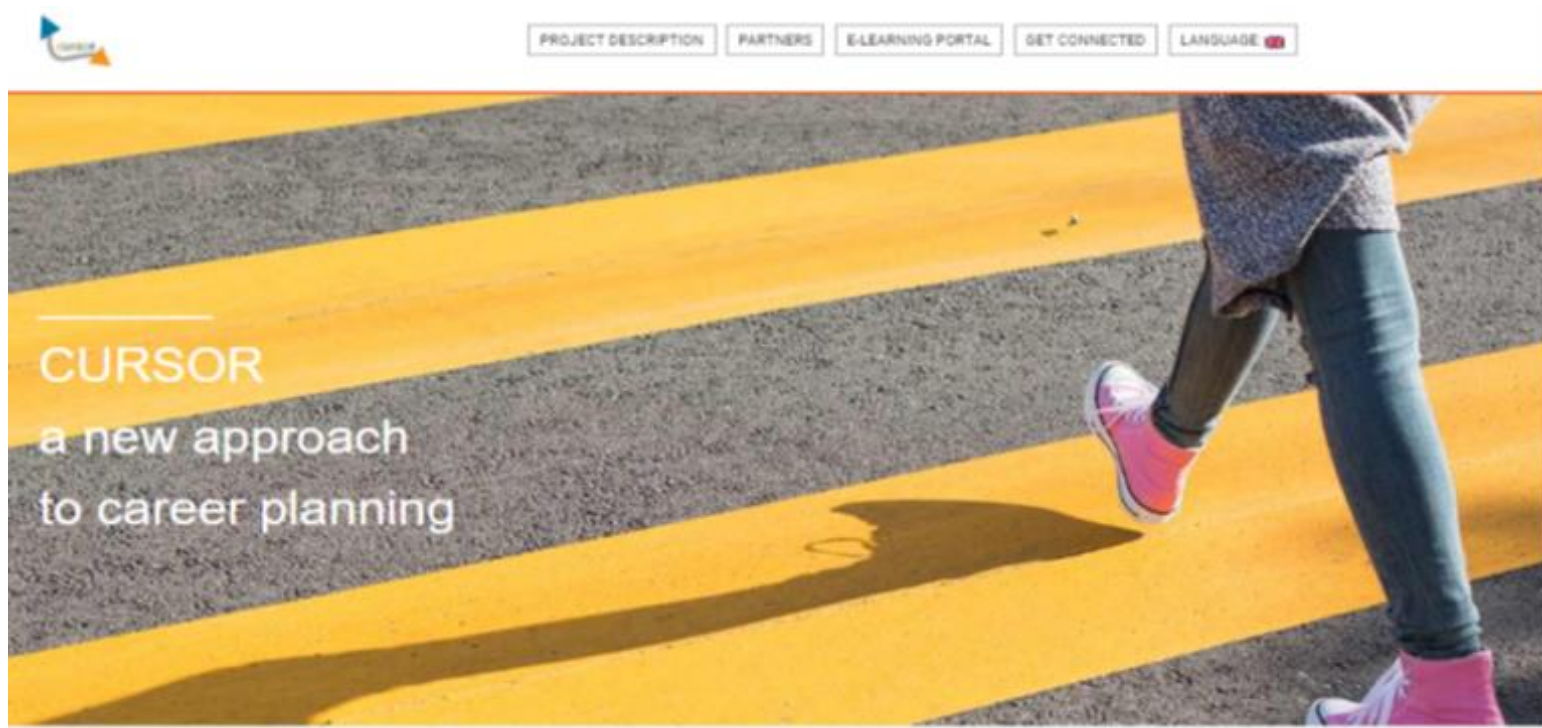 PROJECT DESCRIPTION
PARTNERS
E-LEARNING PORTAL
GET CONNECTED
LANGUAGE
CURSOR
a new approach
to career planning